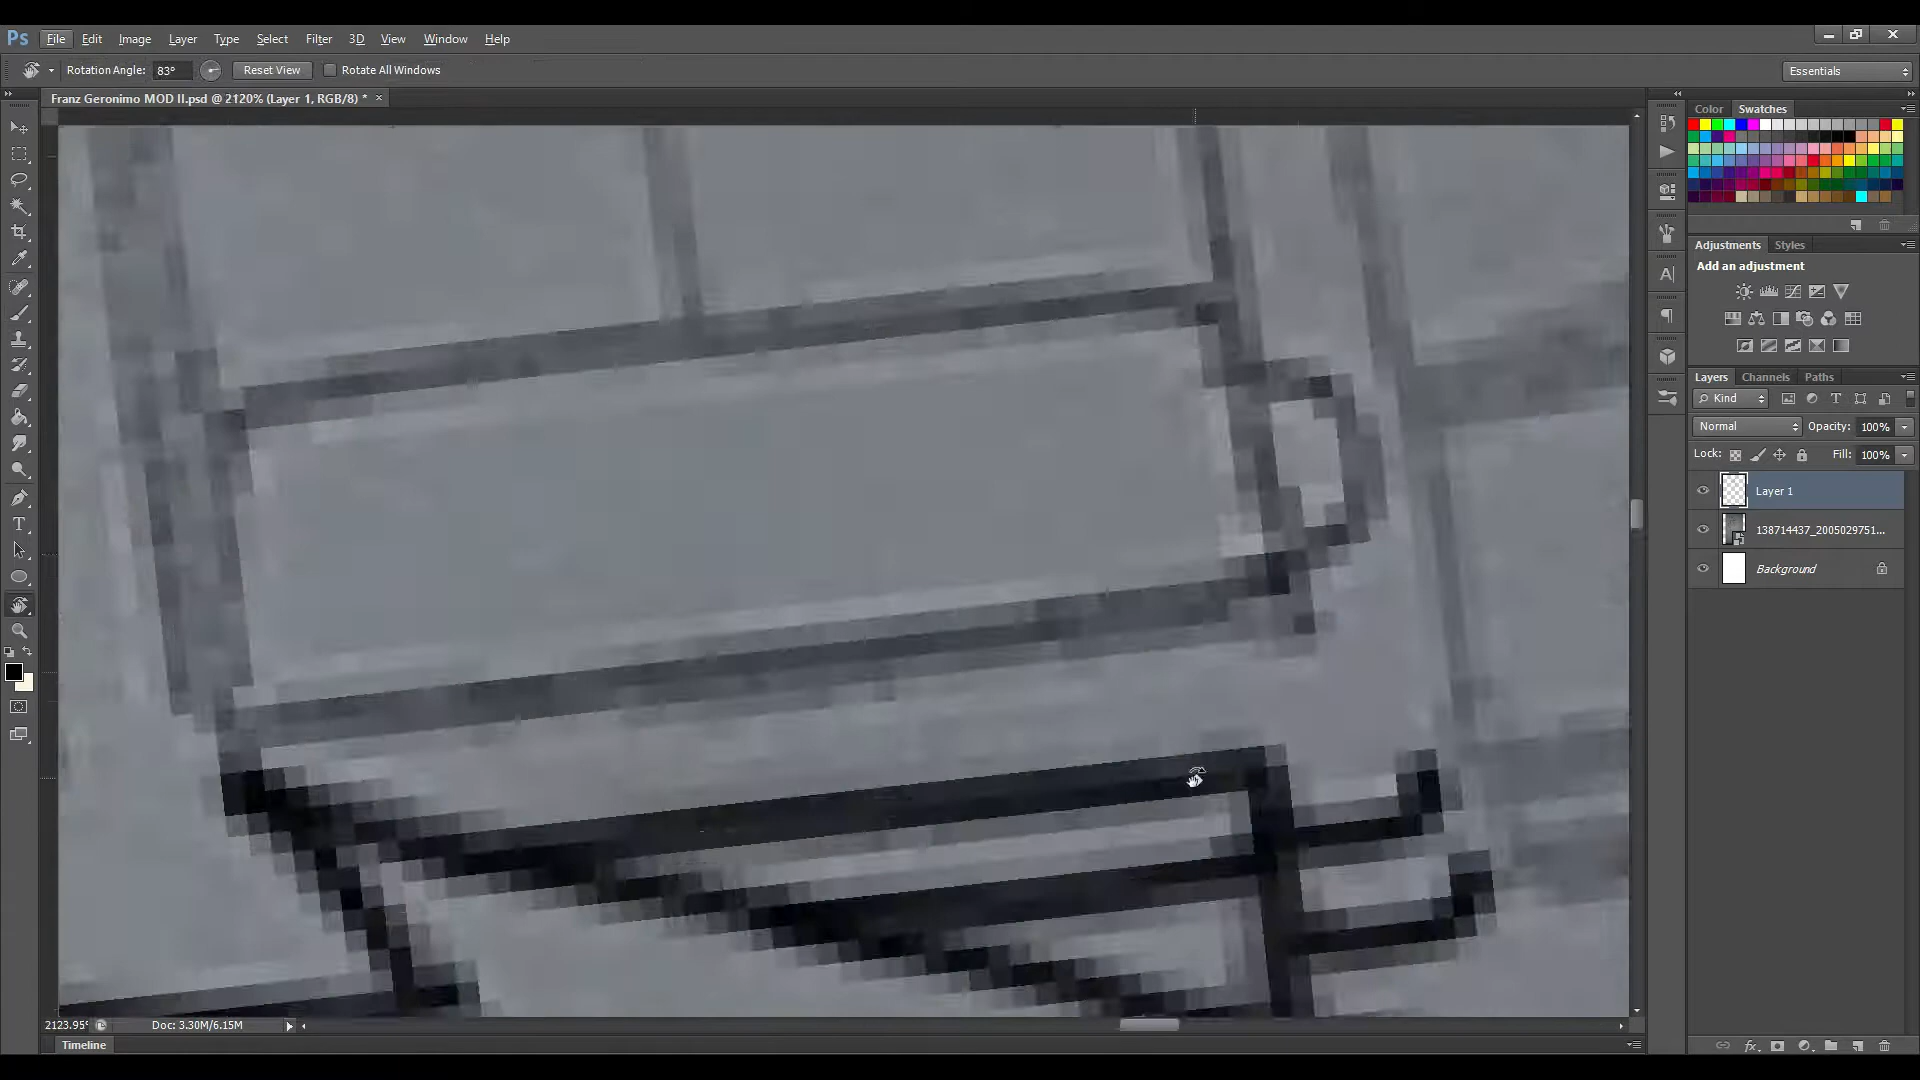 Ps File Edit Image Layer Type Select Filter 3D View Window Help
Rotation Angle: 83° Reset View Rotate All Windows Essentials
Franz Geronimo MOD II.psd @ 2120% (Layer 1, RGB/8) * ×
Color Swatches
Adjustments Styles
Add an adjustment
Layers Channels Paths
Kind
Normal Opacity: 100%
Lock: Fill: 100%
Layer 1
138714437_2005029751...
Background
2123.95% Doc: 3.30M/6.15M
Timeline